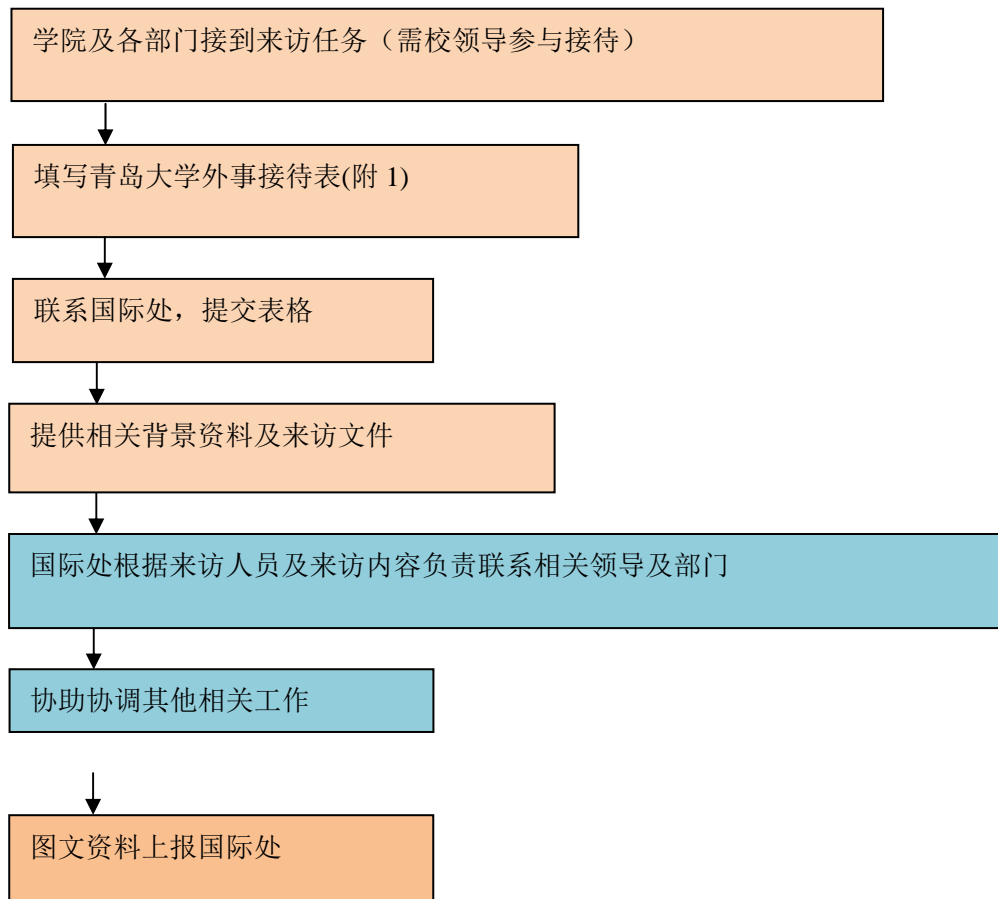 学院及各部门接到来访任务（需校领导参与接待）
填写青岛大学外事接待表(附 1)
联系国际处，提交表格
提供相关背景资料及来访文件
国际处根据来访人员及来访内容负责联系相关领导及部门
协助协调其他相关工作
图文资料上报国际处